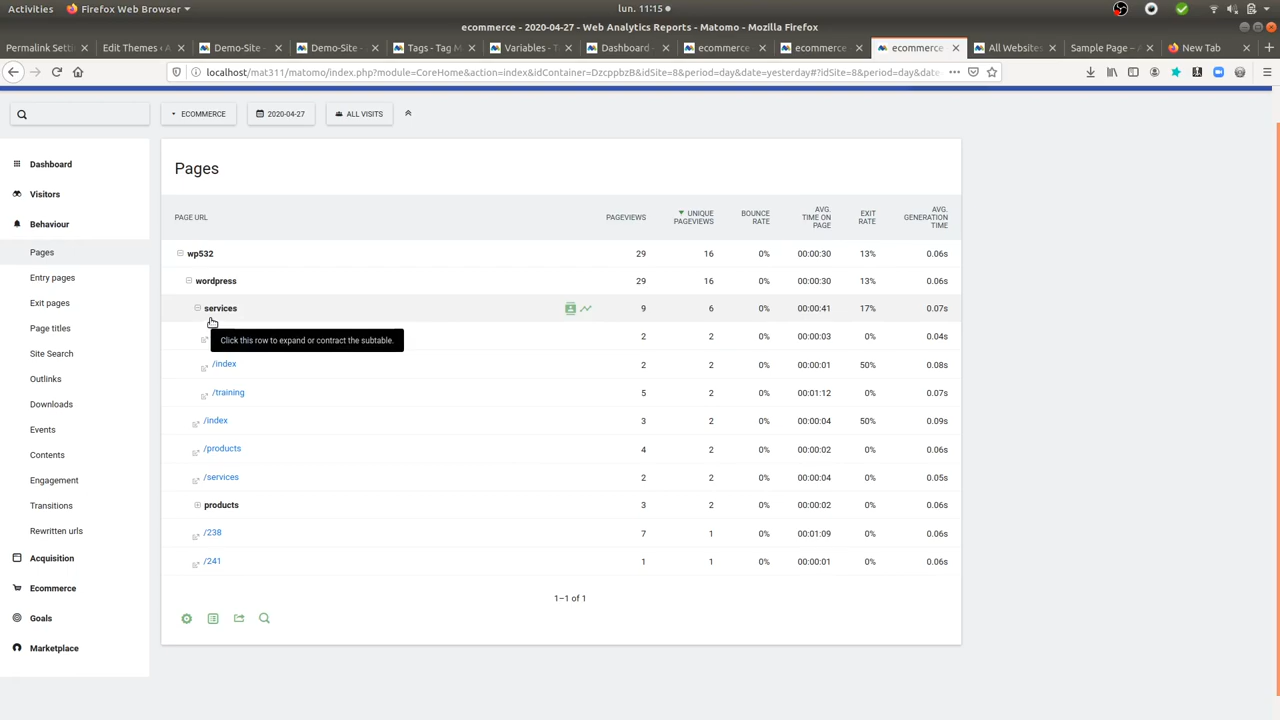 Activities Firefox Web Browser lun. 11:15
ecommerce - 2020-04-27 - Web Analytics Reports - Matomo - Mozilla Firefox
Permalink Setti Edit Themes ‹ Demo-Site - Demo-Site - Tags - Tag M Variables - T Dashboard - ecommerce ecommerce ecommerce All Websites Sample Page – New Tab
localhost/mat311/matomo/index.php?module=CoreHome&action=index&idContainer=DzcppbzB&idSite=8&period=day&date=yesterday#?idSite=8&period=day&date
ECOMMERCE 2020-04-27 ALL VISITS
Dashboard
Visitors
Behaviour
Pages
Entry pages
Exit pages
Page titles
Site Search
Outlinks
Downloads
Events
Contents
Engagement
Transitions
Rewritten urls
Acquisition
Ecommerce
Goals
Marketplace
Pages
PAGE URL PAGEVIEWS UNIQUE PAGEVIEWS BOUNCE RATE AVG. TIME ON PAGE EXIT RATE AVG. GENERATION TIME
wp532 29 16 0% 00:00:30 13% 0.06s
wordpress 29 16 0% 00:00:30 13% 0.06s
services 9 6 0% 00:00:41 17% 0.07s
Click this row to expand or contract the subtable.
2 2 0% 00:00:03 0% 0.04s
/index 2 2 0% 00:00:01 50% 0.08s
/training 5 2 0% 00:01:12 0% 0.07s
/index 3 2 0% 00:00:04 50% 0.09s
/products 4 2 0% 00:00:02 0% 0.06s
/services 2 2 0% 00:00:04 0% 0.05s
products 3 2 0% 00:00:02 0% 0.06s
/238 7 1 0% 00:01:09 0% 0.06s
/241 1 1 0% 00:00:01 0% 0.06s
1–1 of 1